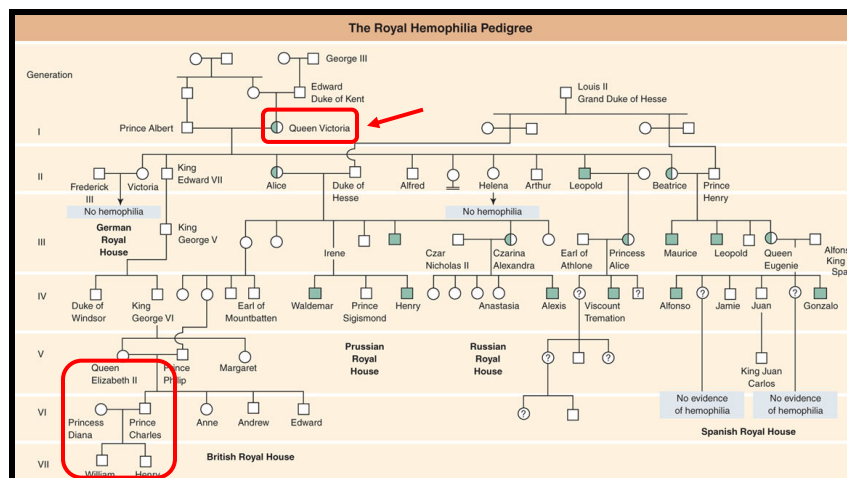 The Royal Hemophilia Pedigree
Generation
George III
Edward
Duke of Kent
Louis II
Grand Duke of Hesse
I
Prince Albert
Queen Victoria
II
Frederick
III
Victoria
King
Edward VII
Alice
Duke of
Hesse
Alfred
Helena
Arthur
Leopold
Beatrice
Prince
Henry
No hemophilia
No hemophilia
German
Royal
House
III
King
George V
Irene
Czar
Nicholas II
Czarina
Alexandra
Earl of
Athlone
Princess
Alice
Maurice
Leopold
Queen
Eugenie
Alfons
King
Spa
IV
Duke of
Windsor
King
George VI
Earl of
Mountbatten
Waldemar
Prince
Sigismond
Henry
Anastasia
Alexis
?
Viscount
Tremation
?
Alfonso
?
Jamie
Juan
?
Gonzalo
V
Queen
Elizabeth II
Prince
Philip
Margaret
Prussian
Royal
House
Russian
Royal
House
?
?
King Juan
Carlos
No evidence
of hemophilia
No evidence
of hemophilia
VI
Princess
Diana
Prince
Charles
Anne
Andrew
Edward
?
Spanish Royal House
VII
William
Henry
British Royal House